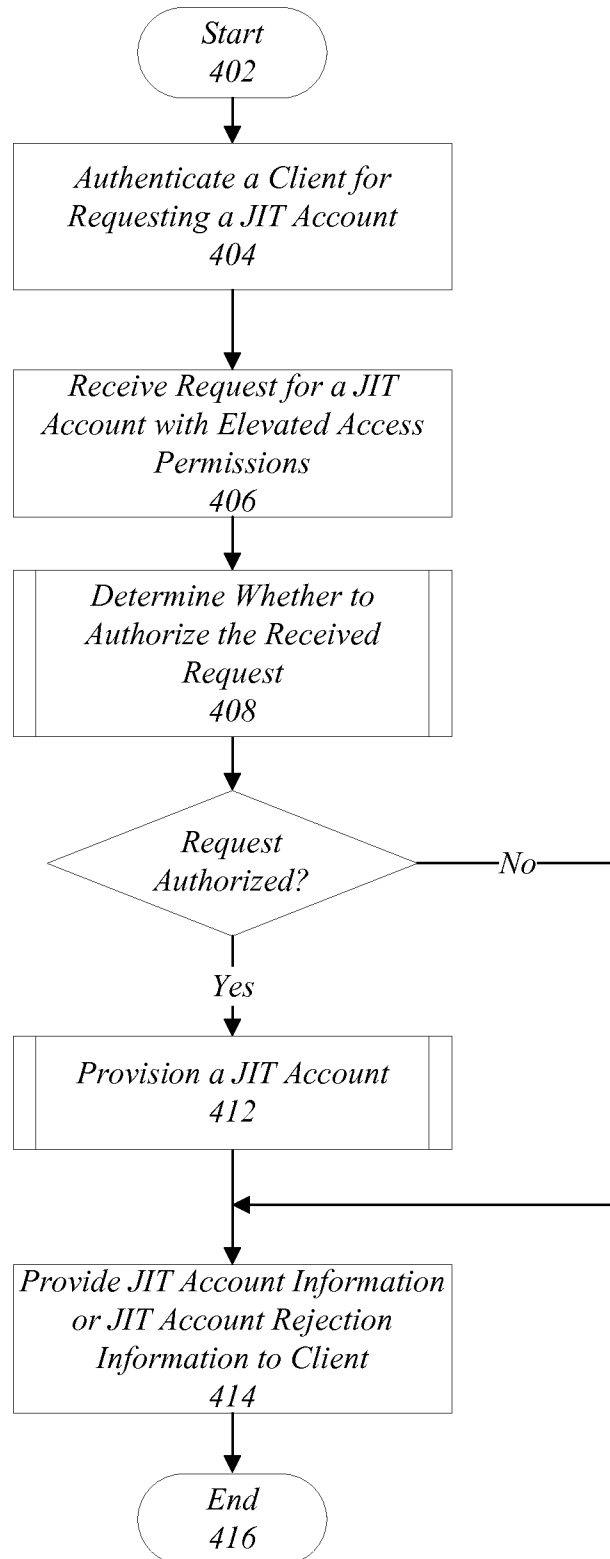 Start
402
Authenticate a Client for
Requesting a JIT Account
404
Receive Request for a JIT
Account with Elevated Access
Permissions
406
Determine Whether to
Authorize the Received
Request
408
Request
Authorized?
No
Yes
Provision a JIT Account
412
Provide JIT Account Information
or JIT Account Rejection
Information to Client
414
End
416